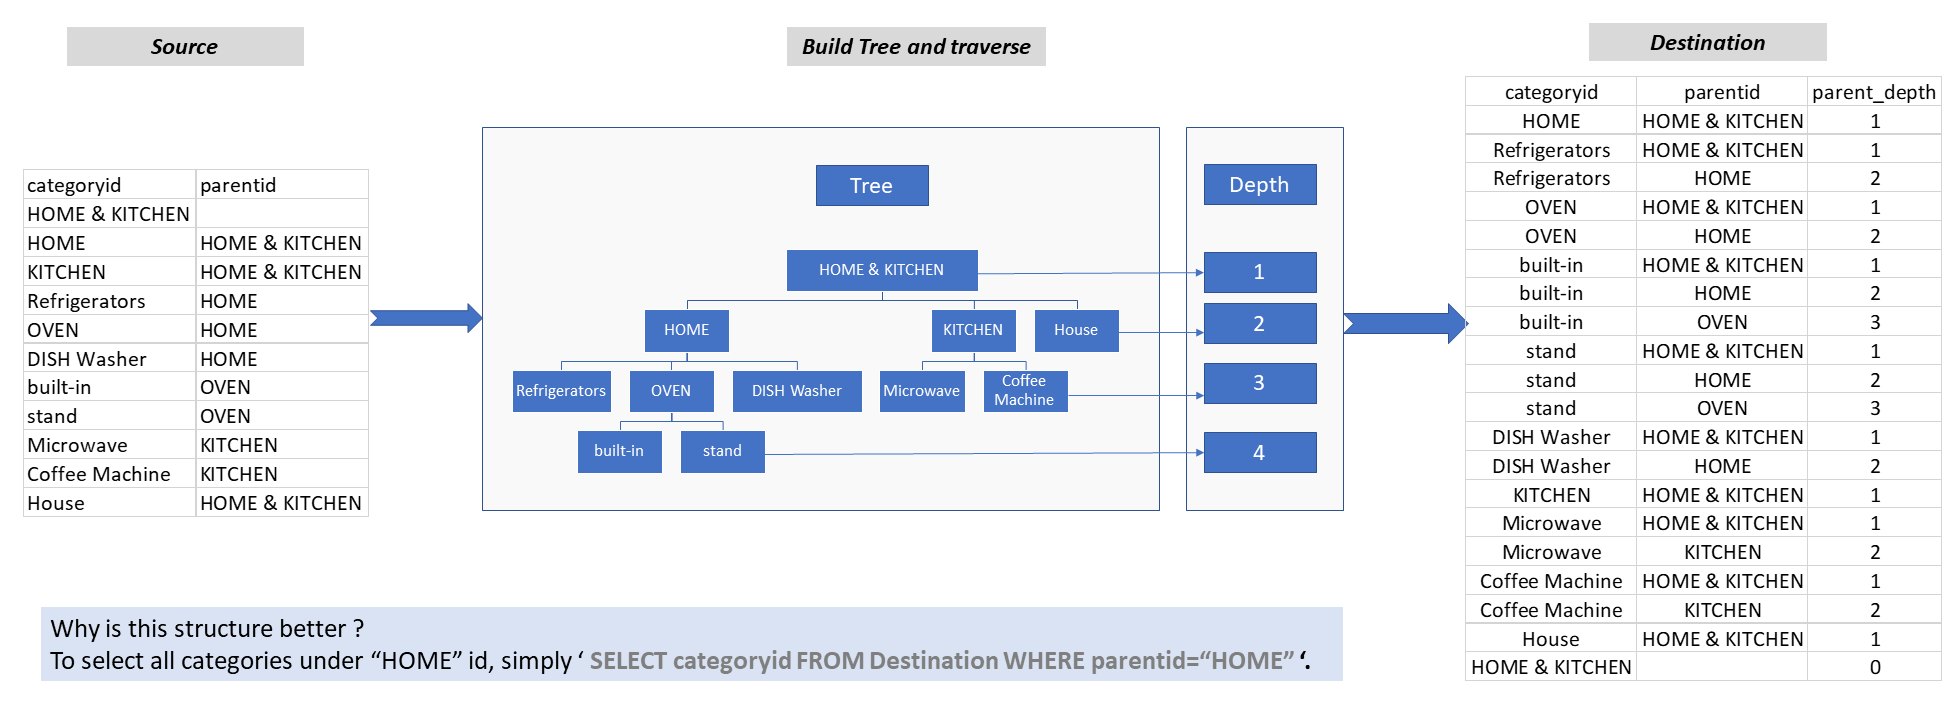 Source
Build Tree and traverse
Destination
categoryid parentid
HOME & KITCHEN
HOME HOME & KITCHEN
KITCHEN HOME & KITCHEN
Refrigerators HOME
OVEN HOME
DISH Washer HOME
built-in OVEN
stand OVEN
Microwave KITCHEN
Coffee Machine KITCHEN
House HOME & KITCHEN
Tree
HOME & KITCHEN
HOME
KITCHEN
House
Refrigerators
OVEN
DISH Washer
Microwave
Coffee
Machine
built-in
stand
Depth
1
2
3
4
categoryid parentid parent_depth
HOME HOME & KITCHEN 1
Refrigerators HOME & KITCHEN 1
Refrigerators HOME 2
OVEN HOME & KITCHEN 1
OVEN HOME 2
built-in HOME & KITCHEN 1
built-in HOME 2
built-in OVEN 3
stand HOME & KITCHEN 1
stand HOME 2
stand OVEN 3
DISH Washer HOME & KITCHEN 1
DISH Washer HOME 2
KITCHEN HOME & KITCHEN 1
Microwave HOME & KITCHEN 1
Microwave KITCHEN 2
Coffee Machine HOME & KITCHEN 1
Coffee Machine KITCHEN 2
House HOME & KITCHEN 1
HOME & KITCHEN 0
Why is this structure better ?
To select all categories under “HOME” id, simply ‘ SELECT categoryid FROM Destination WHERE parentid=“HOME” ‘.